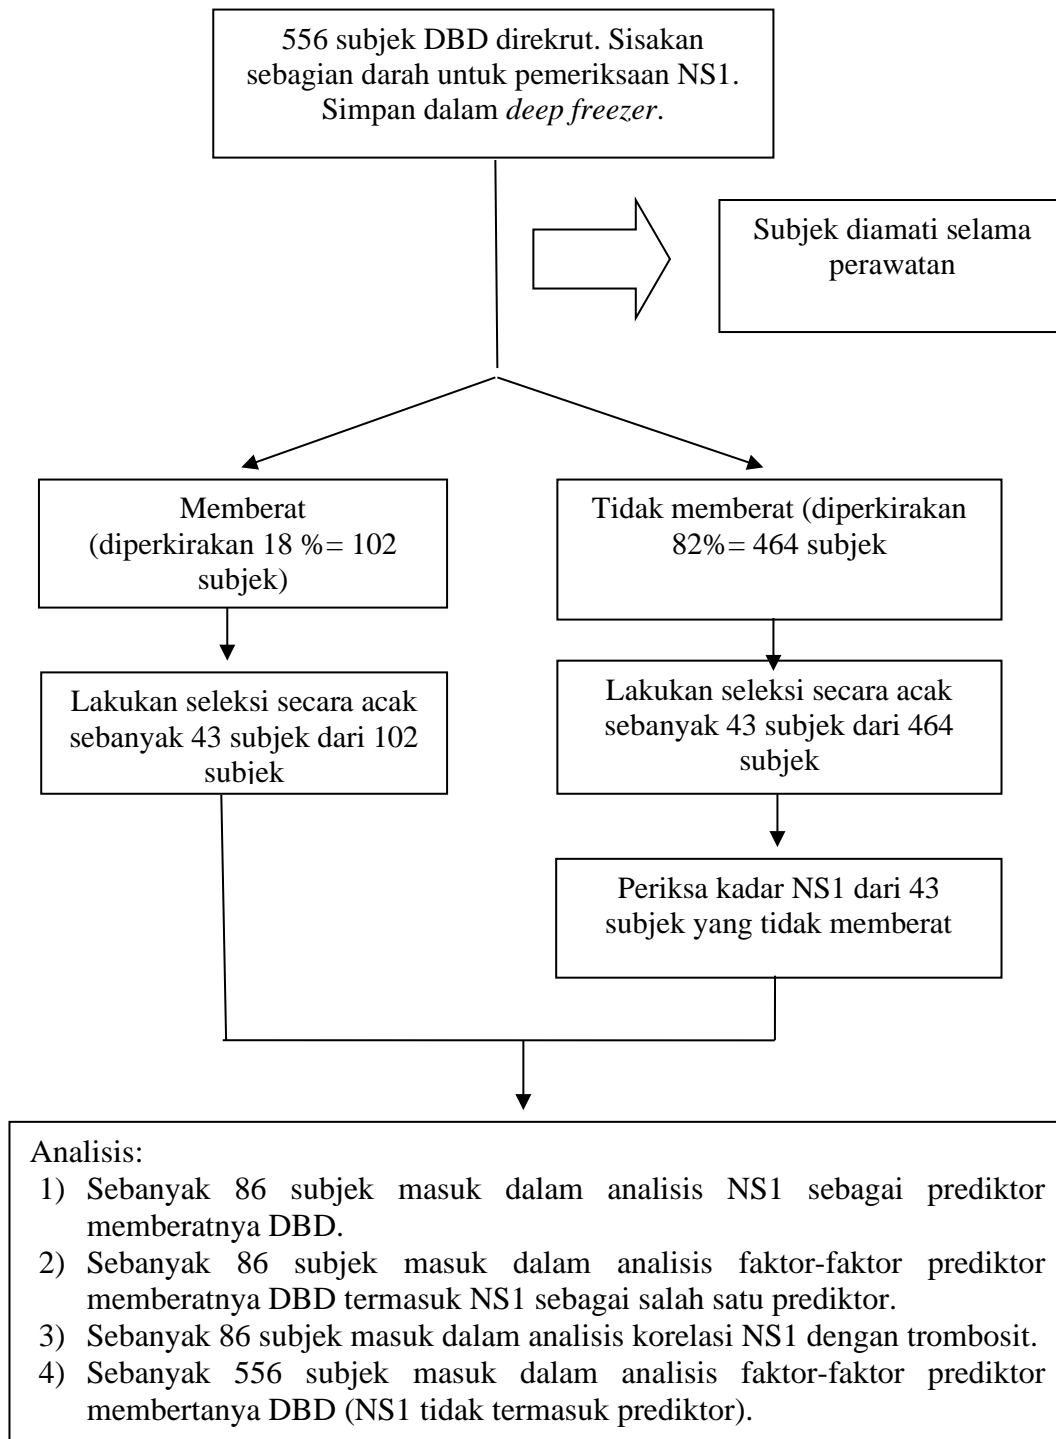 556 subjek DBD direkrut. Sisakan
sebagian darah untuk pemeriksaan NS1.
Simpan dalam deep freezer.
Subjek diamati selama
perawatan
Memberat
(diperkirakan 18 %= 102
subjek)
Tidak memberat (diperkirakan
82%= 464 subjek
Lakukan seleksi secara acak
sebanyak 43 subjek dari 102
subjek
Lakukan seleksi secara acak
sebanyak 43 subjek dari 464
subjek
Periksa kadar NS1 dari 43
subjek yang tidak memberat
Analisis:
1) Sebanyak 86 subjek masuk dalam analisis NS1 sebagai prediktor
memberatnya DBD.
2) Sebanyak 86 subjek masuk dalam analisis faktor-faktor prediktor
memberatnya DBD termasuk NS1 sebagai salah satu prediktor.
3) Sebanyak 86 subjek masuk dalam analisis korelasi NS1 dengan trombosit.
4) Sebanyak 556 subjek masuk dalam analisis faktor-faktor prediktor
membertanya DBD (NS1 tidak termasuk prediktor).